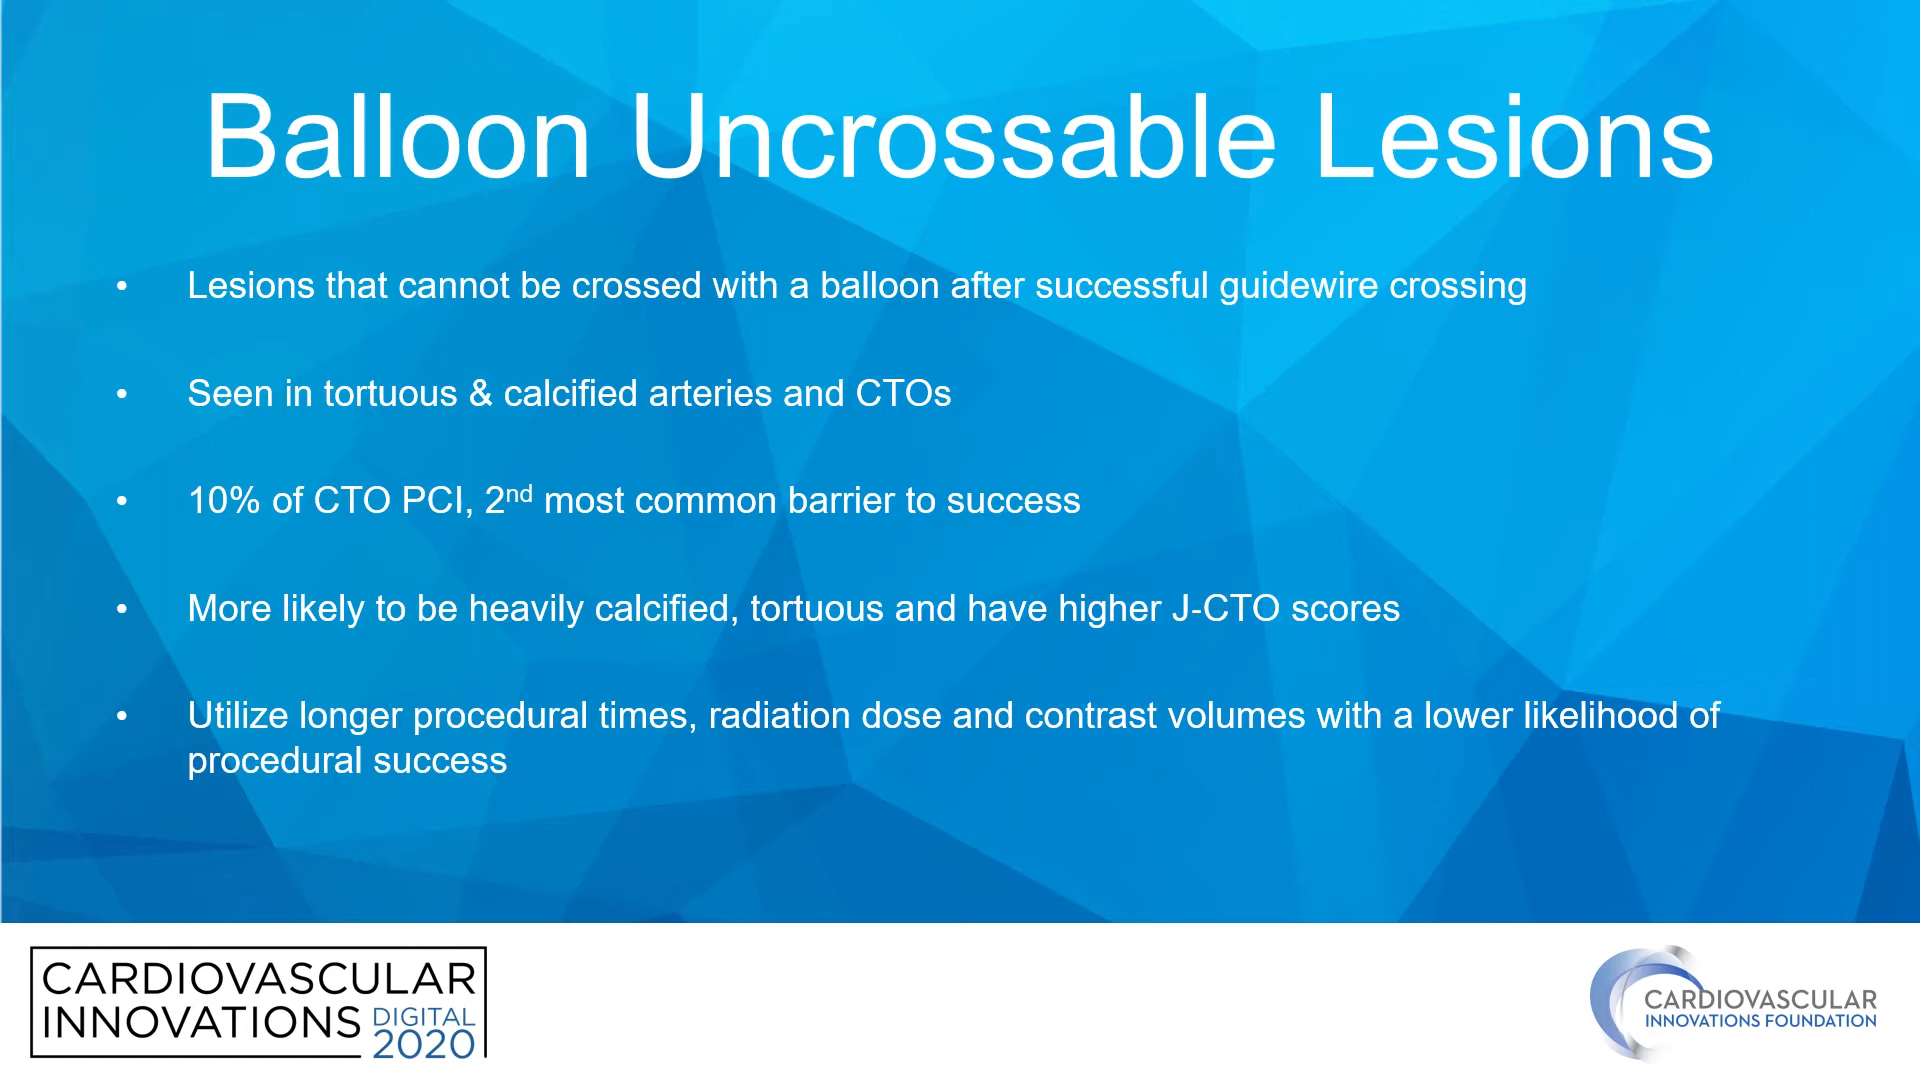 Balloon Uncrossable Lesions
• Lesions that cannot be crossed with a balloon after successful guidewire crossing
• Seen in tortuous & calcified arteries and CTOs
• 10% of CTO PCI, 2nd most common barrier to success
• More likely to be heavily calcified, tortuous and have higher J-CTO scores
• Utilize longer procedural times, radiation dose and contrast volumes with a lower likelihood of
procedural success
CARDIOVASCULAR
INNOVATIONS DIGITAL
2020
CARDIOVASCULAR
INNOVATIONS FOUNDATION